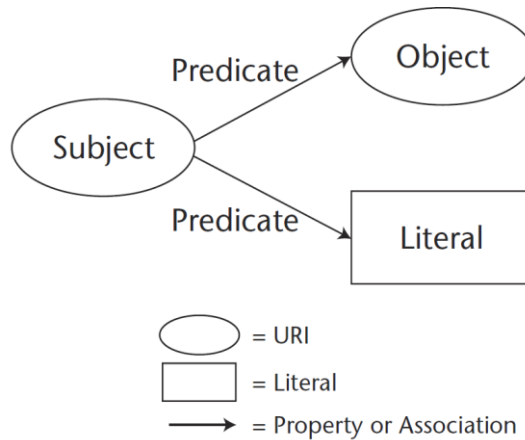 Object
Predicate
Subject
Predicate
Literal
= URI
= Literal
= Property or Association